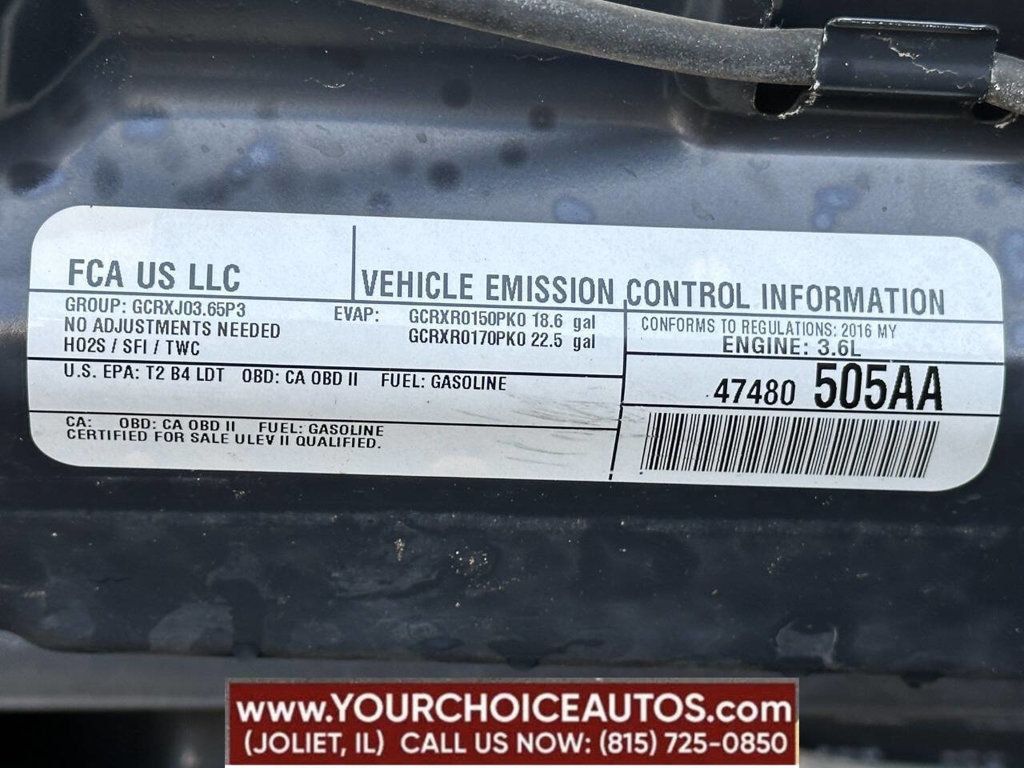 FCA US LLC
VEHICLE EMISSION CONTROL INFORMATION
GROUP: GCRXJ03.65P3
NO ADJUSTMENTS NEEDED
HO2S / SFI / TWC
EVAP: GCRXR0150PK0 18.6 gal
GCRXR0170PK0 22.5 gal
CONFORMS TO REGULATIONS: 2016 MY
ENGINE: 3.6L
U.S. EPA: T2 B4 LDT OBD: CA OBD II FUEL: GASOLINE
47480 505AA
CA: OBD: CA OBD II FUEL: GASOLINE
CERTIFIED FOR SALE ULEV II QUALIFIED.
www.YOURCHOICEAUTOS.com
(JOLIET, IL) CALL US NOW: (815) 725-0850